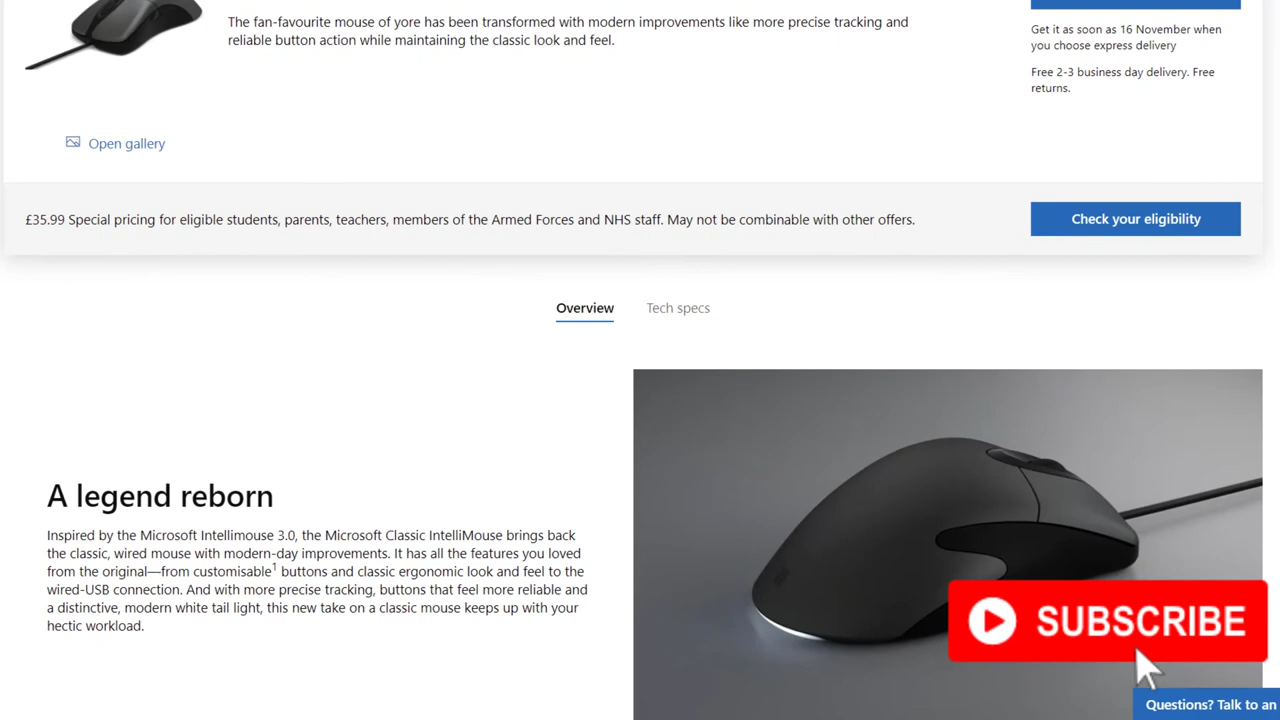 The fan-favourite mouse of yore has been transformed with modern improvements like more precise tracking and
reliable button action while maintaining the classic look and feel.
Get it as soon as 16 November when
you choose express delivery
Free 2-3 business day delivery. Free
returns.
Open gallery
£35.99 Special pricing for eligible students, parents, teachers, members of the Armed Forces and NHS staff. May not be combinable with other offers.
Check your eligibility
Overview
Tech specs
A legend reborn
Inspired by the Microsoft Intellimouse 3.0, the Microsoft Classic IntelliMouse brings back
the classic, wired mouse with modern-day improvements. It has all the features you loved
from the original—from customisable1 buttons and classic ergonomic look and feel to the
wired-USB connection. And with more precise tracking, buttons that feel more reliable and
a distinctive, modern white tail light, this new take on a classic mouse keeps up with your
hectic workload.
SUBSCRIBE
Questions? Talk to an